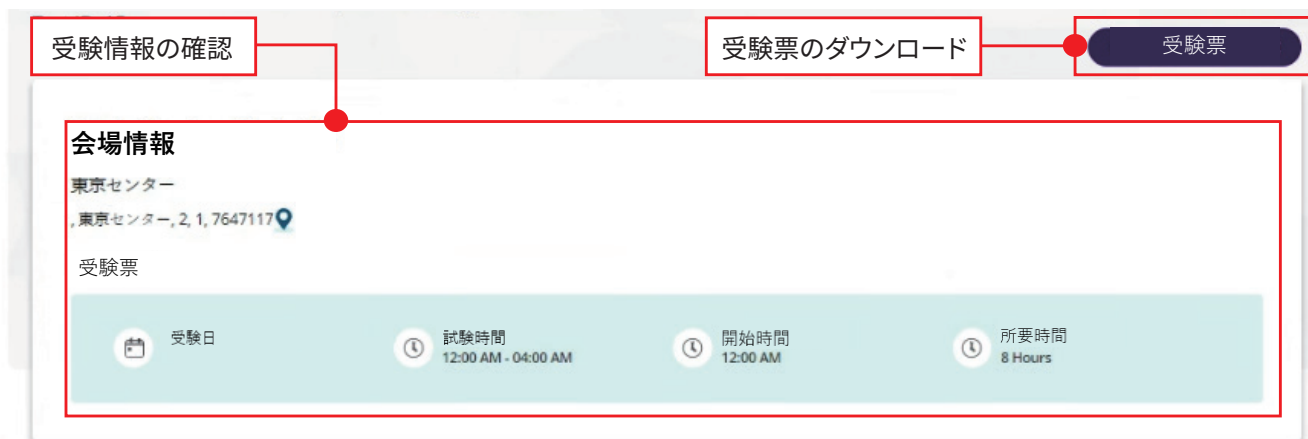 受験情報の確認
受験票のダウンロード
受験票
会場情報
東京センター
, 東京センター, 2, 1, 7647117
受験票
受験日
試験時間
12:00 AM - 04:00 AM
開始時間
12:00 AM
所要時間
8 Hours